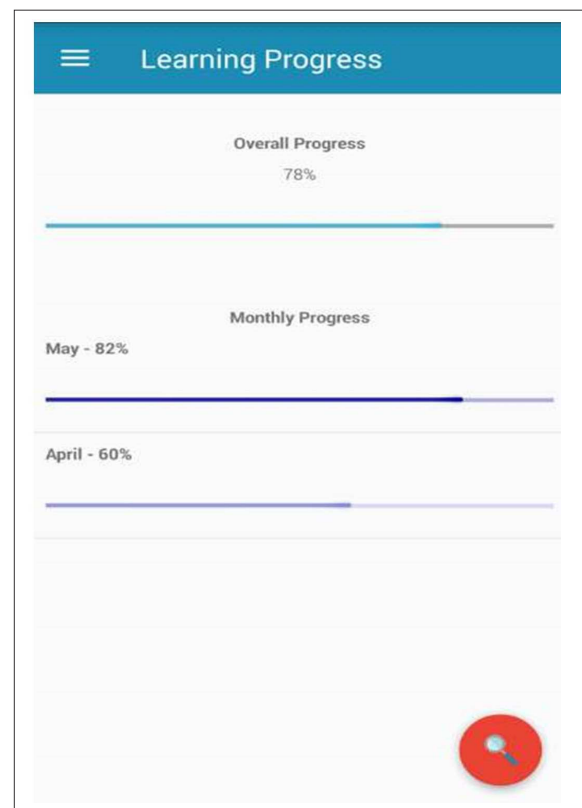 Learning Progress
Overall Progress
78%
Monthly Progress
May - 82%
April - 60%